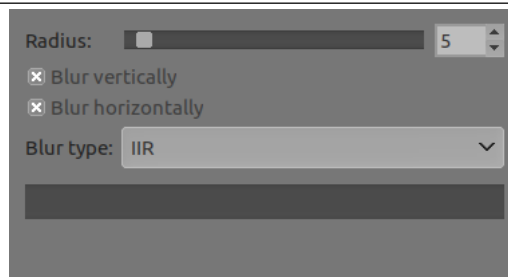 Radius: 5
Blur vertically
Blur horizontally
Blur type: IIR